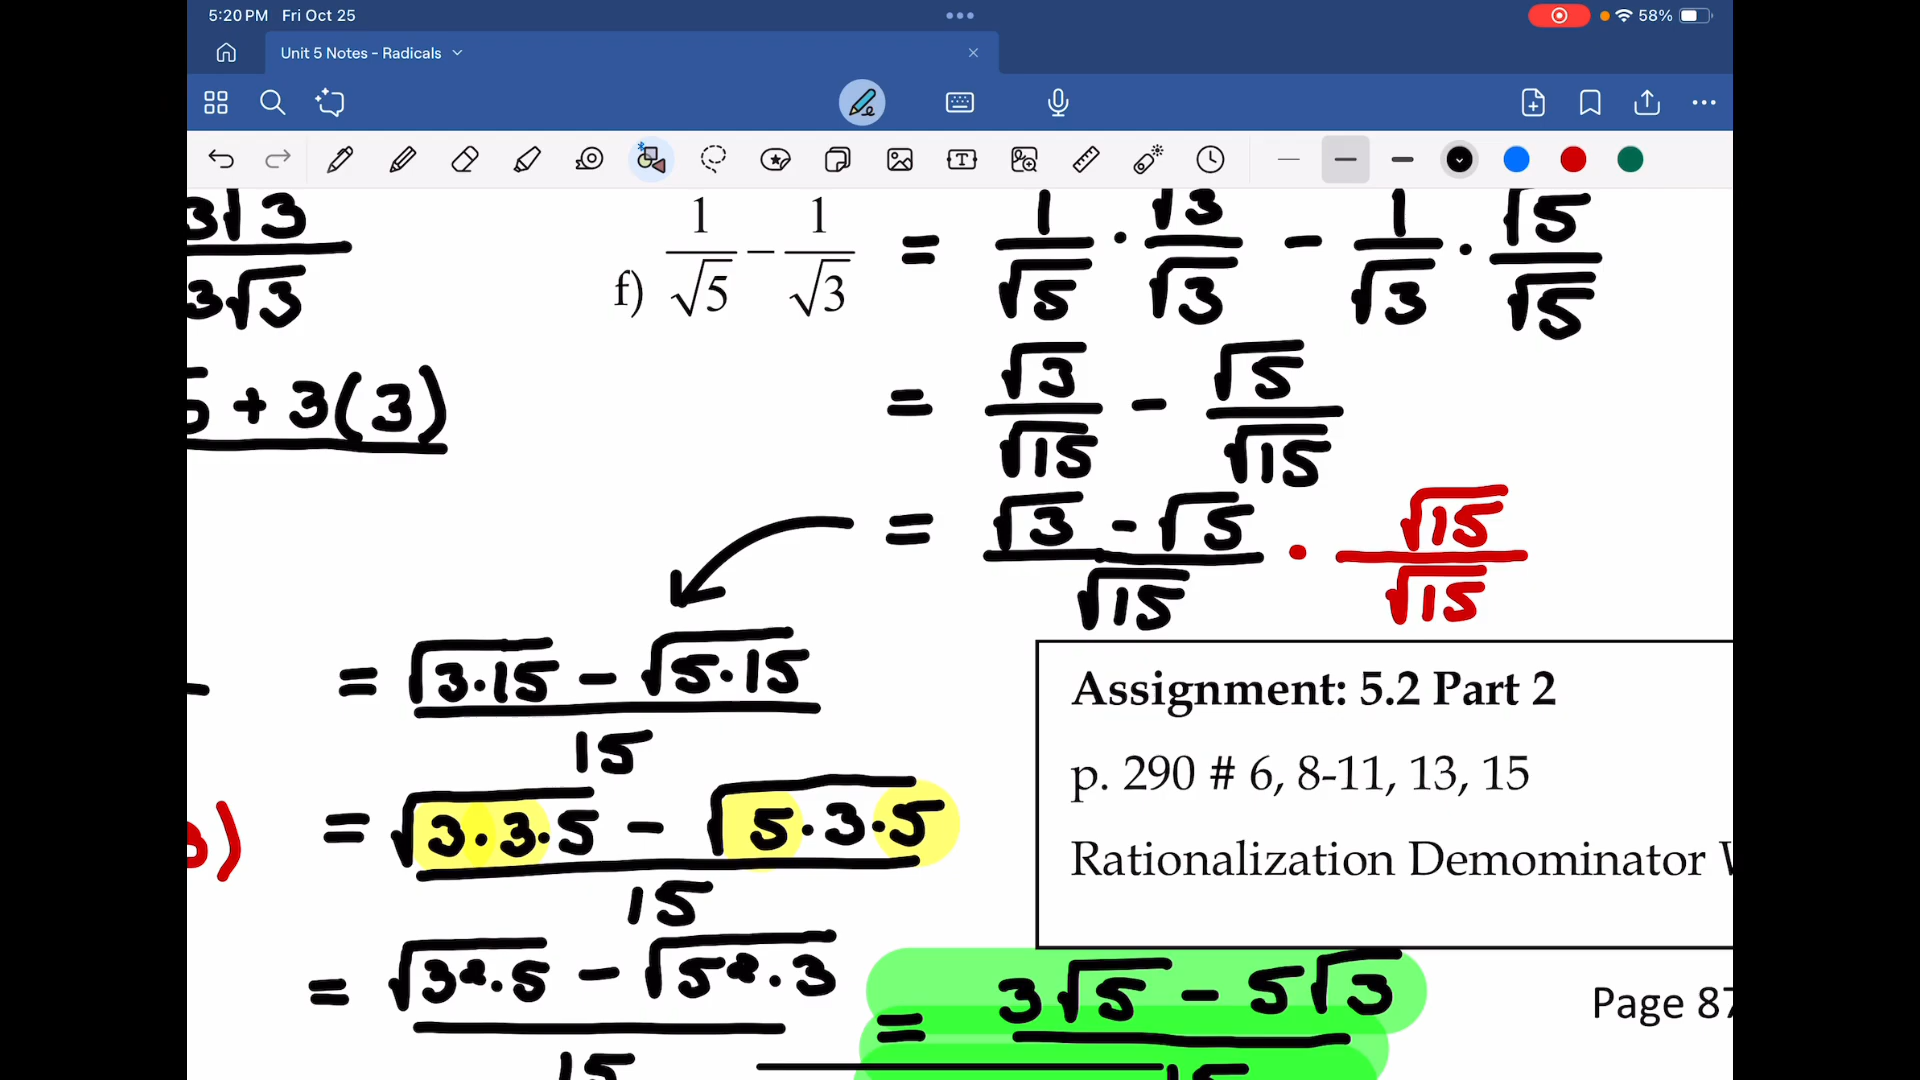 5:20 PM Fri Oct 25
58%
Unit 5 Notes - Radicals
3√3
3√3
5 + 3(3)
f) 1/√5 − 1/√3 = 1/√5 · √3/√3 − 1/√3 · √5/√5
= √3/√15 − √5/√15
= (√3 - √5)/√15 · √15/√15
= (√(3·15) − √(5·15))/15
= (√(3·3·5) − √(5·3·5))/15
= (√(3²·5) − √(5²·3))/15
= (3√5 − 5√3)/15
Assignment: 5.2 Part 2
p. 290 # 6, 8-11, 13, 15
Rationalization Demominator
Page 87